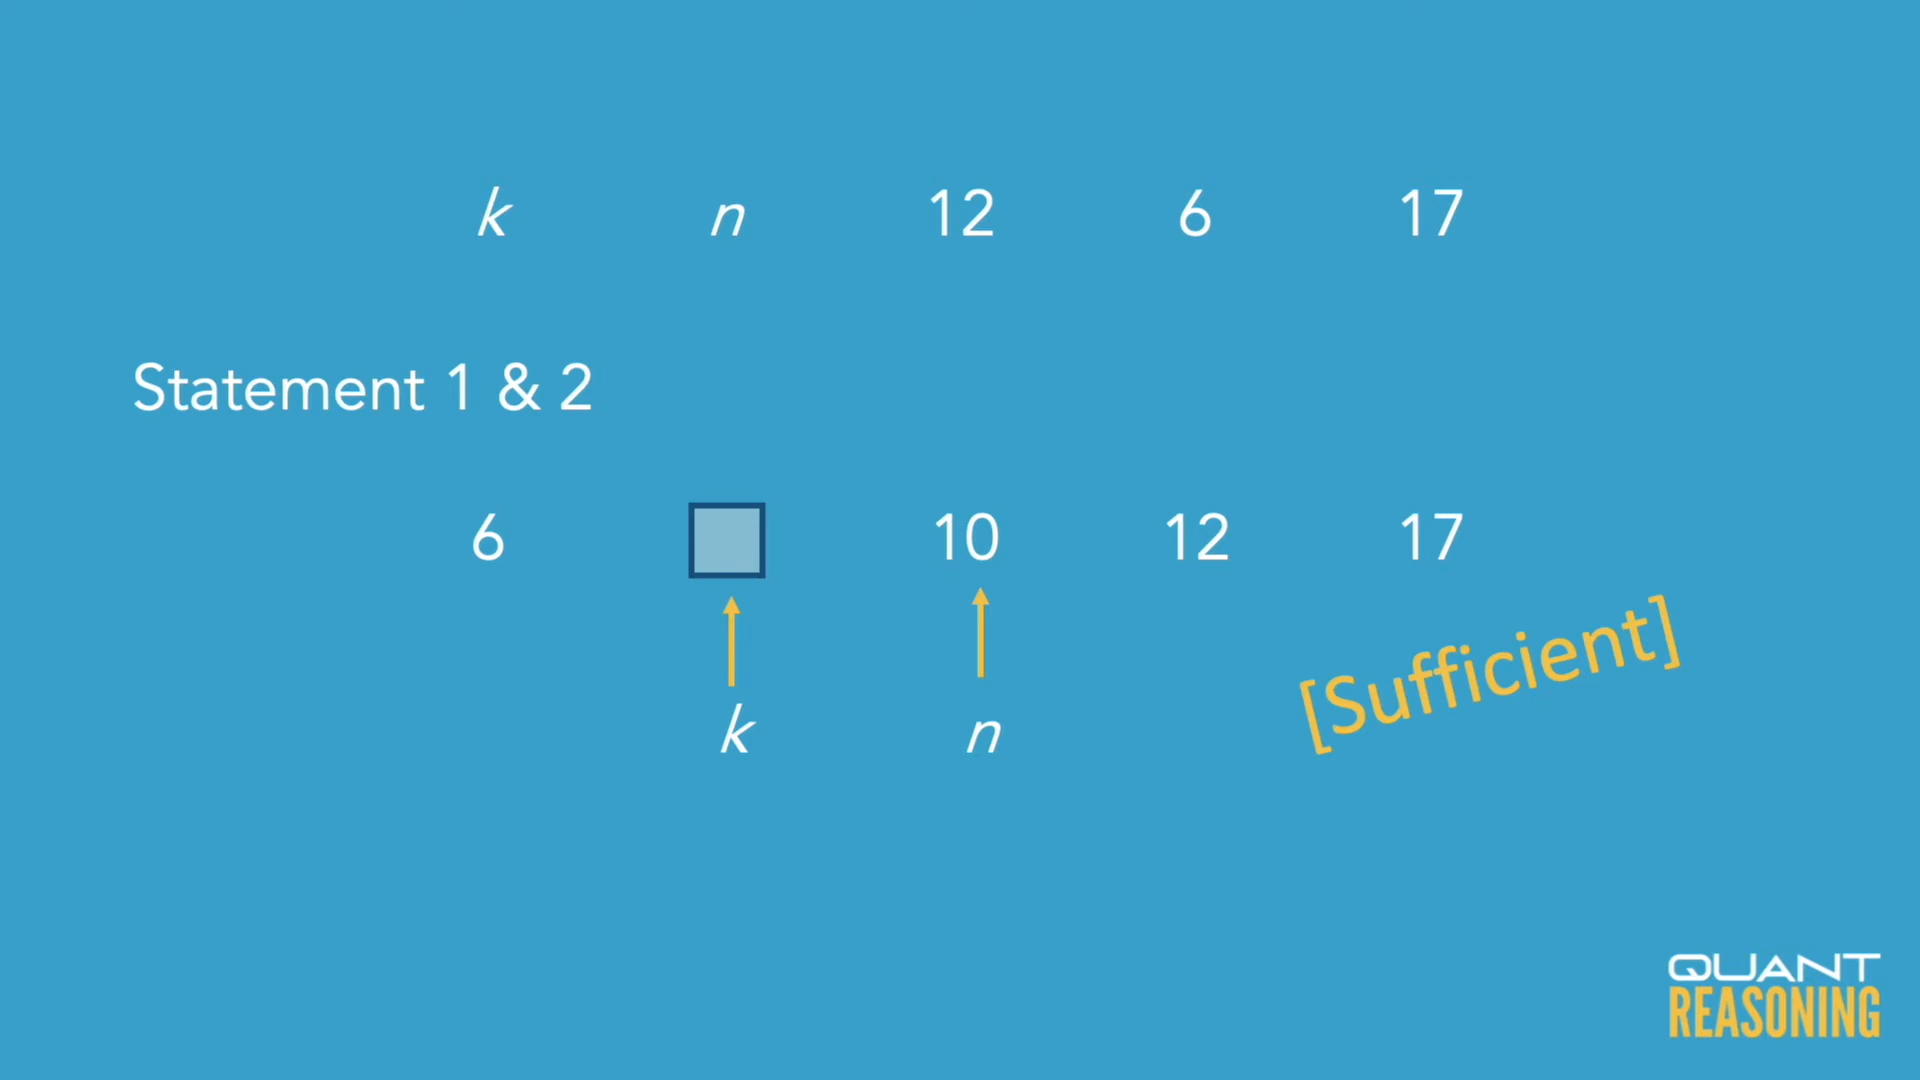 k n 12 6 17
Statement 1 & 2
6 10 12 17
k n
[Sufficient]
QUANT
REASONING